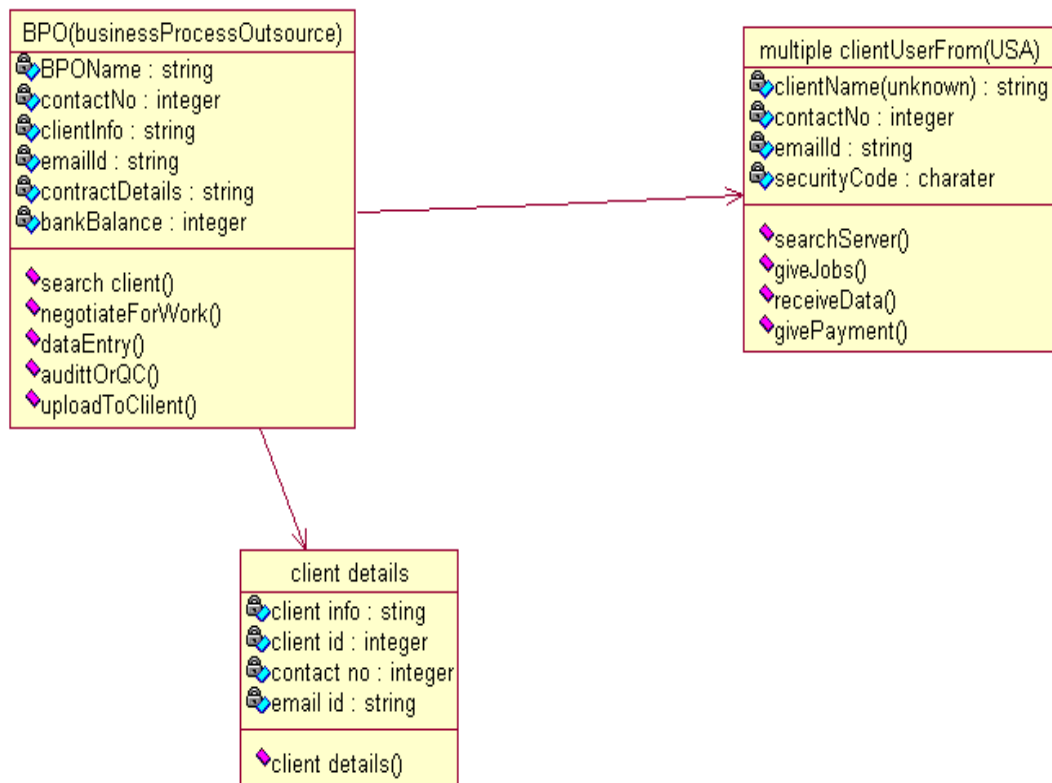 BPO(businessProcessOutsource)
BPOName : string
contactNo : integer
clientInfo : string
emailId : string
contractDetails : string
bankBalance : integer
search client()
negotiateForWork()
dataEntry()
audittOrQC()
uploadToClilent()
multiple clientUserFrom(USA)
clientName(unknown) : string
contactNo : integer
emailId : string
securityCode : charater
searchServer()
giveJobs()
receiveData()
givePayment()
client details
client info : sting
client id : integer
contact no : integer
email id : string
client details()